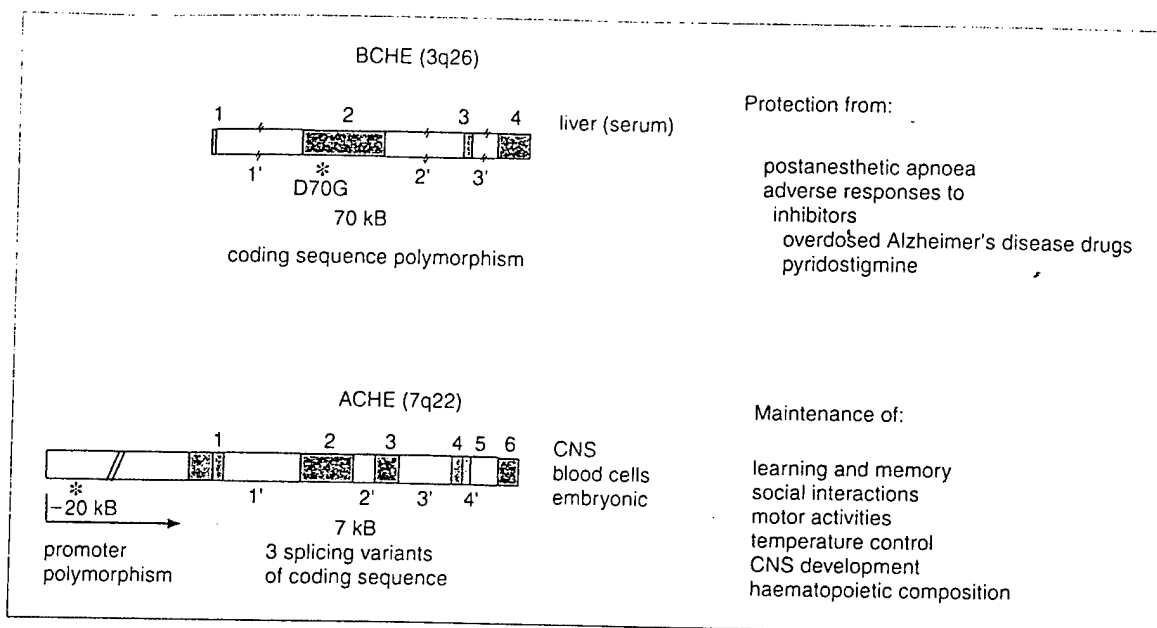 BCHE (3q26)
1 2 3 4
liver (serum)
1' 2' 3'
*
D70G
70 kB
coding sequence polymorphism
Protection from:
postanesthetic apnoea
adverse responses to
inhibitors
overdosed Alzheimer's disease drugs
pyridostigmine
ACHE (7q22)
1 2 3 4 5 6
CNS
blood cells
embryonic
1' 2' 3' 4'
*
−20 kB
7 kB
promoter
polymorphism
3 splicing variants
of coding sequence
Maintenance of:
learning and memory
social interactions
motor activities
temperature control
CNS development
haematopoietic composition